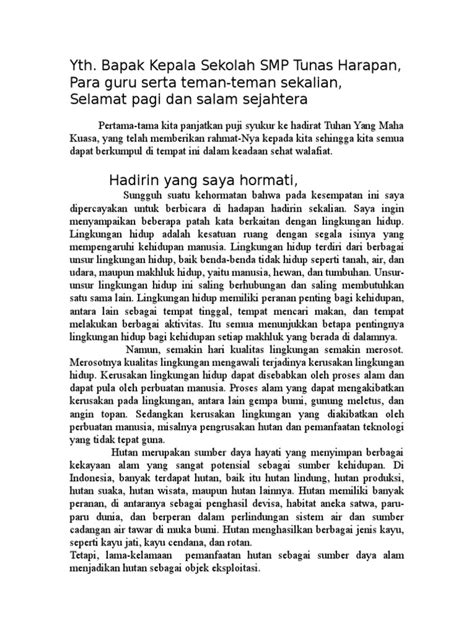 Yth. Bapak Kepala Sekolah SMP Tunas Harapan,
Para guru serta teman-teman sekalian,
Selamat pagi dan salam sejahtera
Pertama-tama kita panjatkan puji syukur ke hadirat Tuhan Yang Maha
Kuasa, yang telah memberikan rahmat-Nya kepada kita sehingga kita semua
dapat berkumpul di tempat ini dalam keadaan sehat walafiat.
Hadirin yang saya hormati,
Sungguh suatu kehormatan bahwa pada kesempatan ini saya
dipercayakan untuk berbicara di hadapan hadirin sekalian. Saya ingin
menyampaikan beberapa patah kata berkaitan dengan lingkungan hidup.
Lingkungan hidup adalah kesatuan ruang dengan segala isinya yang
mempengaruhi kehidupan manusia. Lingkungan hidup terdiri dari berbagai
unsur lingkungan hidup, baik benda-benda tidak hidup seperti tanah, air, dan
udara, maupun makhluk hidup, yaitu manusia, hewan, dan tumbuhan. Unsur-
unsur lingkungan hidup ini saling berhubungan dan saling membutuhkan
satu sama lain. Lingkungan hidup memiliki peranan penting bagi kehidupan,
antara lain sebagai tempat tinggal, tempat mencari makan, dan tempat
melakukan berbagai aktivitas. Itu semua menunjukkan betapa pentingnya
lingkungan hidup bagi kehidupan setiap makhluk yang berada di dalamnya.
Namun, semakin hari kualitas lingkungan semakin merosot.
Merosotnya kualitas lingkungan mengawali terjadinya kerusakan lingkungan
hidup. Kerusakan lingkungan hidup dapat disebabkan oleh proses alam dan
dapat pula oleh perbuatan manusia. Proses alam yang dapat mengakibatkan
kerusakan pada lingkungan, antara lain gempa bumi, gunung meletus, dan
angin topan. Sedangkan kerusakan lingkungan yang diakibatkan oleh
perbuatan manusia, misalnya pengrusakan hutan dan pemanfaatan teknologi
yang tidak tepat guna.
Hutan merupakan sumber daya hayati yang menyimpan berbagai
kekayaan alam yang sangat potensial sebagai sumber kehidupan. Di
Indonesia, banyak terdapat hutan, baik itu hutan lindung, hutan produksi,
hutan suaka, hutan wisata, maupun hutan lainnya. Hutan memiliki banyak
peranan, di antaranya sebagai penghasil devisa, habitat aneka satwa, paru-
paru dunia, dan berperan dalam perlindungan sistem air dan sumber
cadangan air tawar di muka bumi. Hutan menghasilkan berbagai jenis kayu,
seperti kayu jati, kayu cendana, dan rotan.
Tetapi, lama-kelamaan pemanfaatan hutan sebagai sumber daya alam
menjadikan hutan sebagai objek eksploitasi.